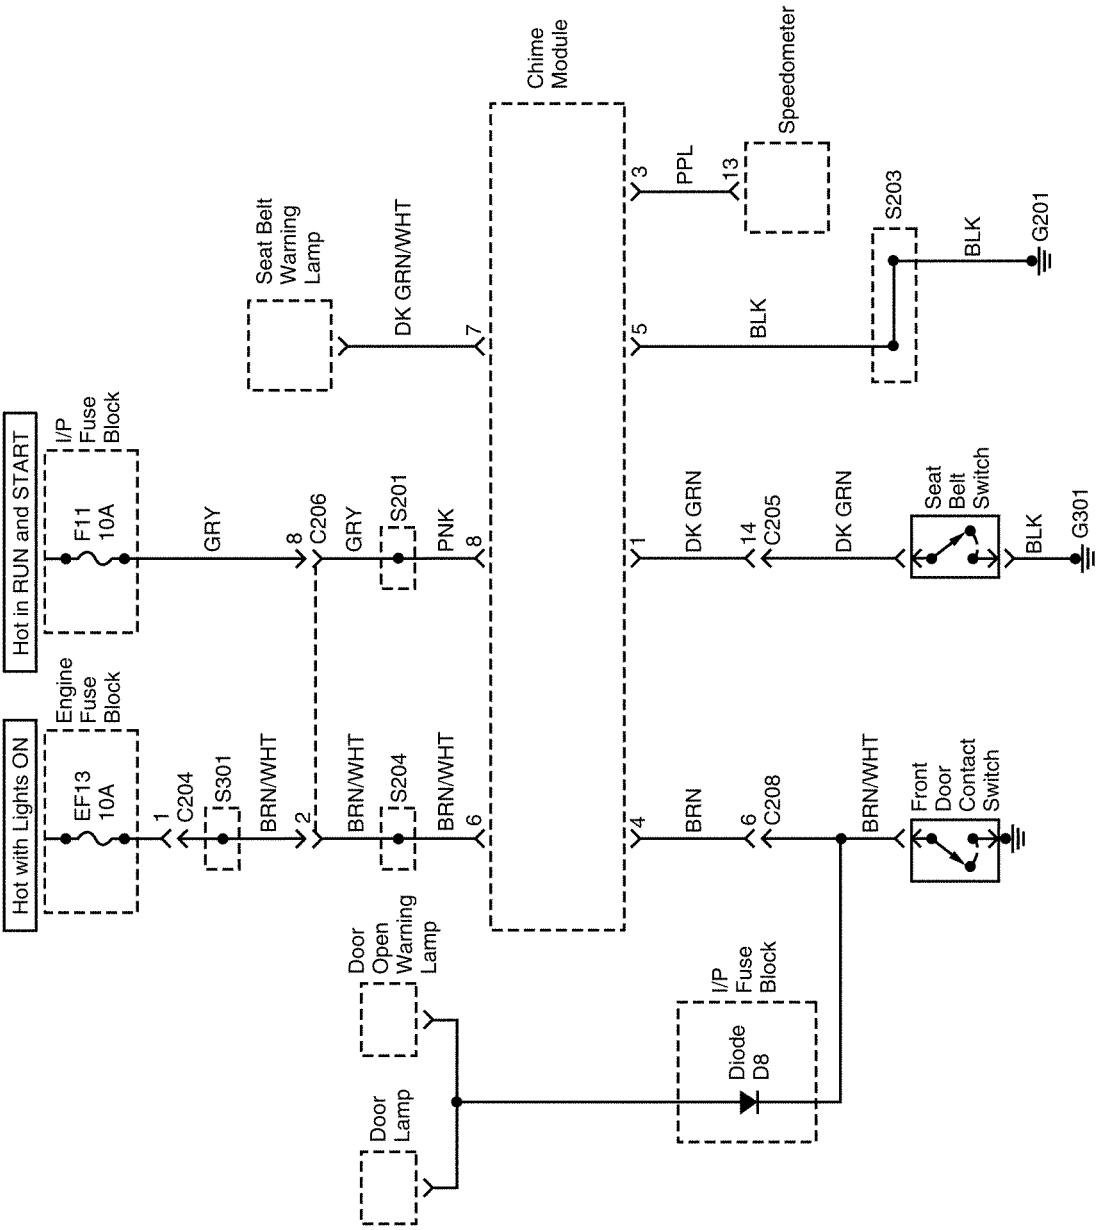 Hot with Lights ON
Engine
Fuse
Block
EF13
10A
1
C204
S301
BRN/WHT
2
BRN/WHT
S204
BRN/WHT
6
Hot in RUN and START
I/P
Fuse
Block
F11
10A
GRY
8
C206
GRY
S201
PNK
8
Seat Belt
Warning
Lamp
DK GRN/WHT
7
Chime
Module
Door
Lamp
Door
Open
Warning
Lamp
I/P
Fuse
Block
Diode
D8
4
BRN
6
C208
BRN/WHT
Front
Door
Contact
Switch
1
DK GRN
14
C205
DK GRN
Seat
Belt
Switch
BLK
G301
5
BLK
S203
BLK
G201
3
PPL
13
Speedometer